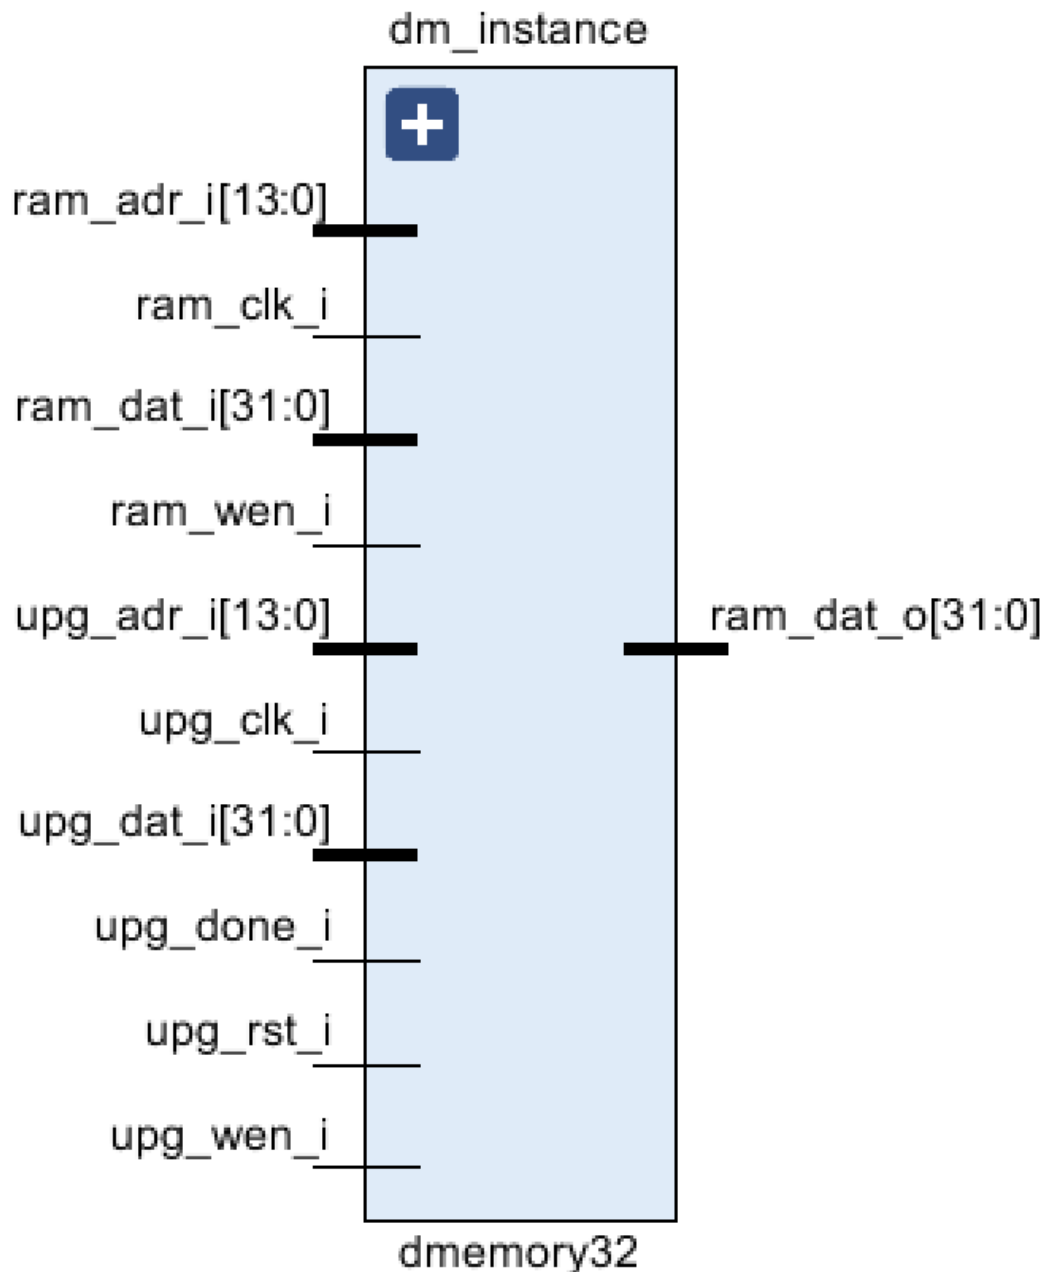 dm_instance
ram_adr_i[13:0]
ram_clk_i
ram_dat_i[31:0]
ram_wen_i
upg_adr_i[13:0]
ram_dat_o[31:0]
upg_clk_i
upg_dat_i[31:0]
upg_done_i
upg_rst_i
upg_wen_i
dmemory32